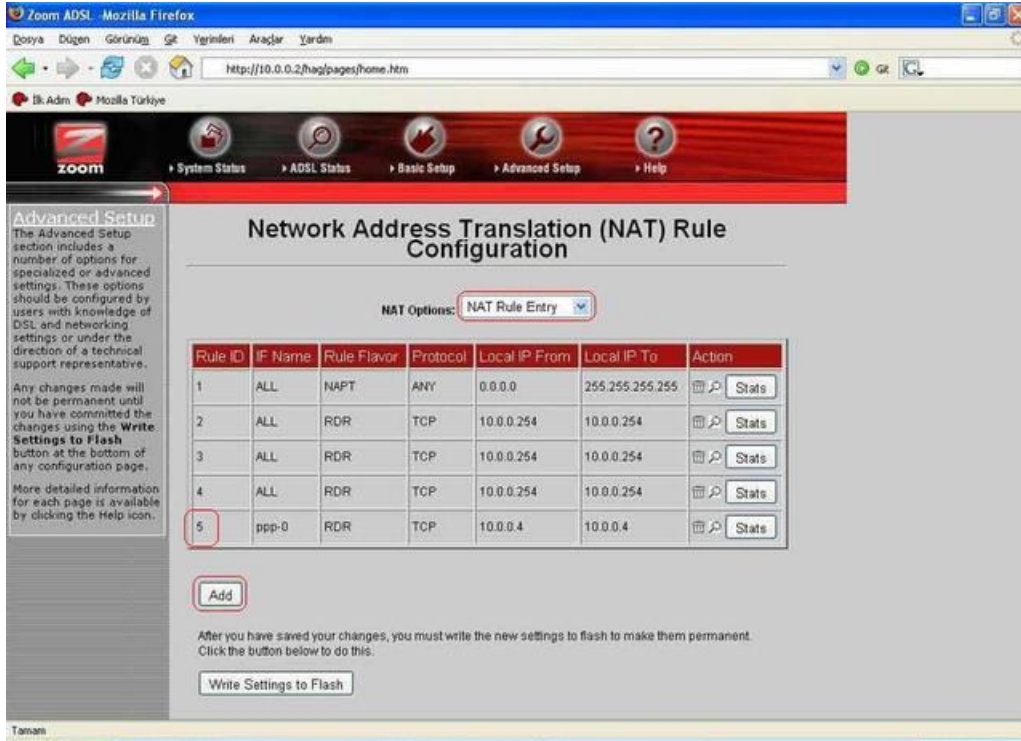 Zoom ADSL -Mozilla Firefox
Dosya Düzen Görünüm Git Yerimleri Araçlar Yardım
http://10.0.0.2/hag/pages/home.htm
Git
İlk Adım Mozilla Türkiye
zoom
System Status ADSL Status Basic Setup Advanced Setup Help
Advanced Setup
The Advanced Setup
section includes a
number of options for
specialized or advanced
settings. These options
should be configured by
users with knowledge of
DSL and networking
settings or under the
direction of a technical
support representative.
Any changes made will
not be permanent until
you have committed the
changes using the Write
Settings to Flash
button at the bottom of
any configuration page.
More detailed information
for each page is available
by clicking the Help icon.
Network Address Translation (NAT) Rule
Configuration
NAT Options: NAT Rule Entry
Rule ID IF Name Rule Flavor Protocol Local IP From Local IP To Action
1 ALL NAPT ANY 0.0.0.0 255.255.255.255 Stats
2 ALL RDR TCP 10.0.0.254 10.0.0.254 Stats
3 ALL RDR TCP 10.0.0.254 10.0.0.254 Stats
4 ALL RDR TCP 10.0.0.254 10.0.0.254 Stats
5 ppp-0 RDR TCP 10.0.0.4 10.0.0.4 Stats
Add
After you have saved your changes, you must write the new settings to flash to make them permanent.
Click the button below to do this.
Write Settings to Flash
Tamam